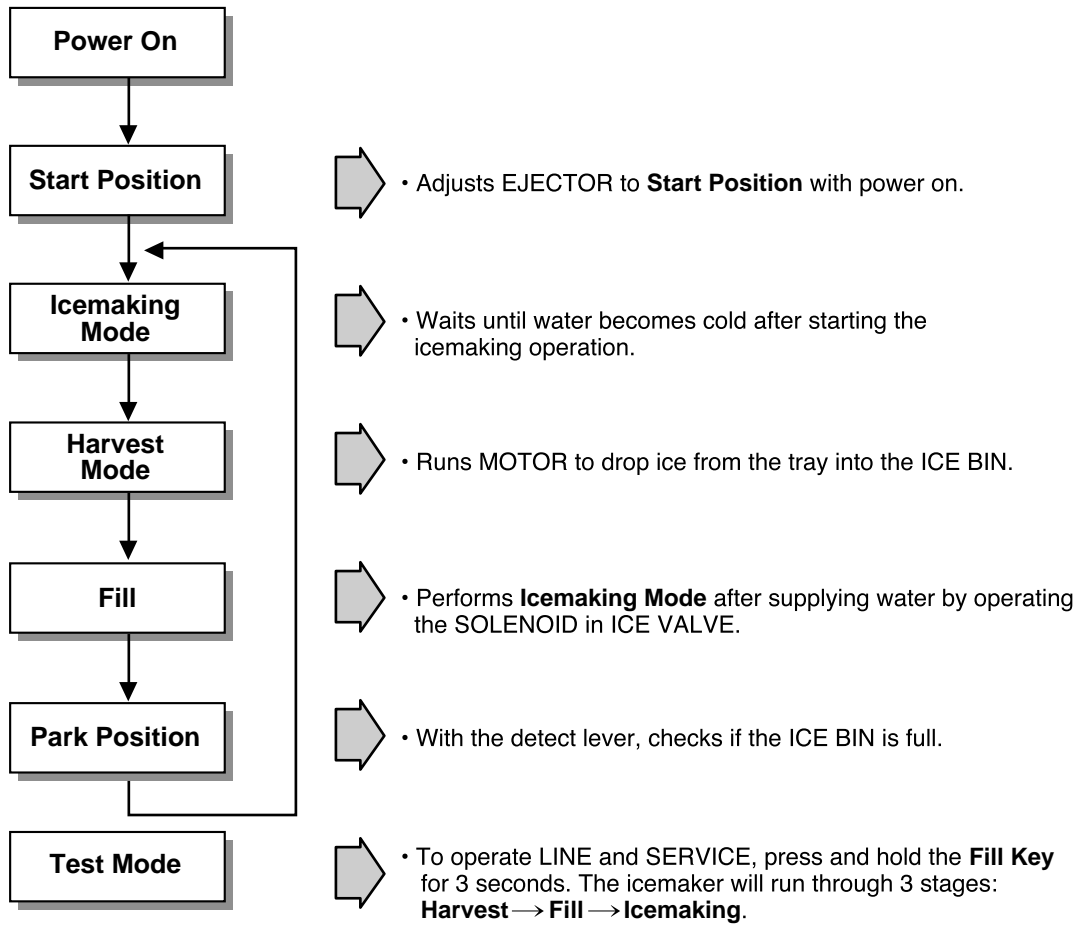 Power On
Start Position
• Adjusts EJECTOR to Start Position with power on.
Icemaking
Mode
• Waits until water becomes cold after starting the
icemaking operation.
Harvest
Mode
• Runs MOTOR to drop ice from the tray into the ICE BIN.
Fill
• Performs Icemaking Mode after supplying water by operating
the SOLENOID in ICE VALVE.
Park Position
• With the detect lever, checks if the ICE BIN is full.
Test Mode
• To operate LINE and SERVICE, press and hold the Fill Key
for 3 seconds. The icemaker will run through 3 stages:
Harvest → Fill → Icemaking.